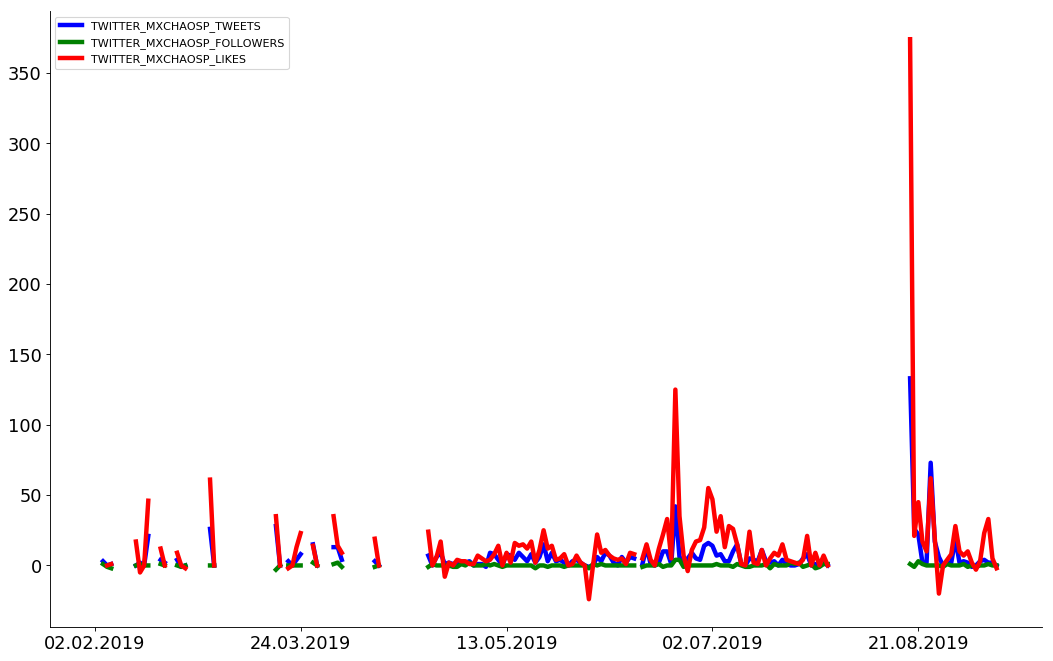 TWITTER_MXCHAOSP_TWEETS
TWITTER_MXCHAOSP_FOLLOWERS
TWITTER_MXCHAOSP_LIKES
350
300
250
200
150
100
50
0
02.02.2019 24.03.2019 13.05.2019 02.07.2019 21.08.2019